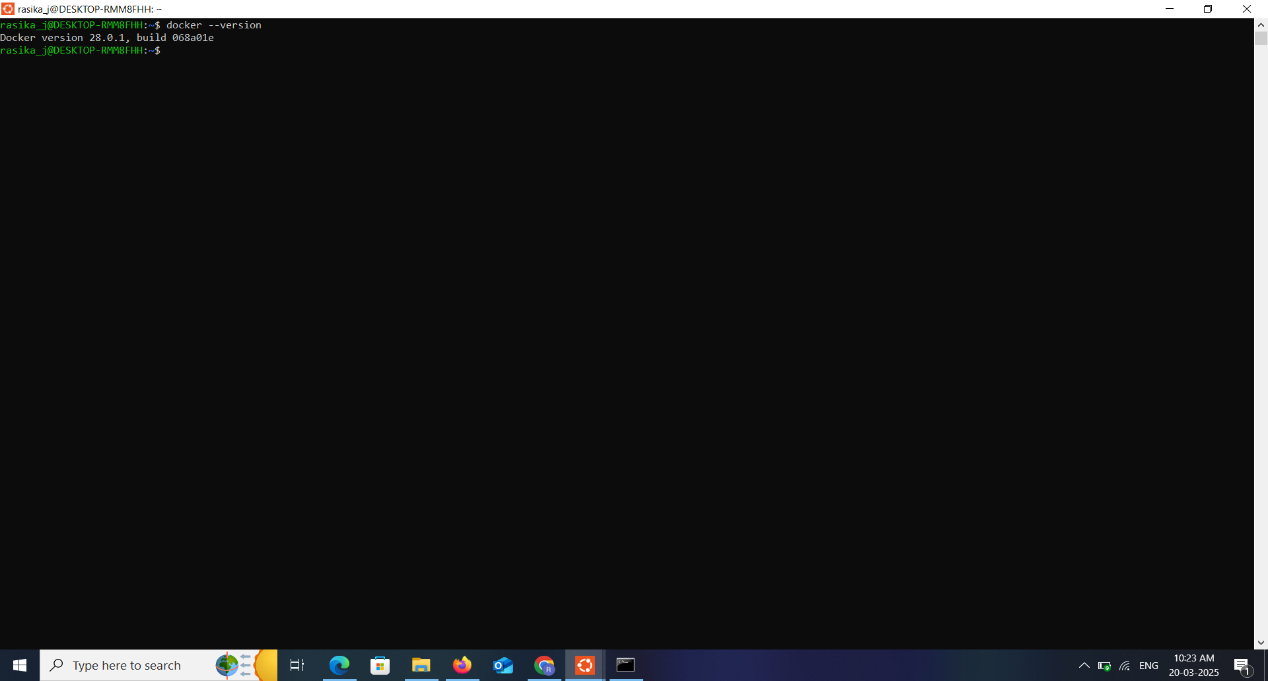 rasika_j@DESKTOP-RMM8FHH: ~
rasika_j@DESKTOP-RMM8FHH:~$ docker --version
Docker version 28.0.1, build 068a01e
rasika_j@DESKTOP-RMM8FHH:~$
Type here to search
R
ENG
10:23 AM
20-03-2025
1